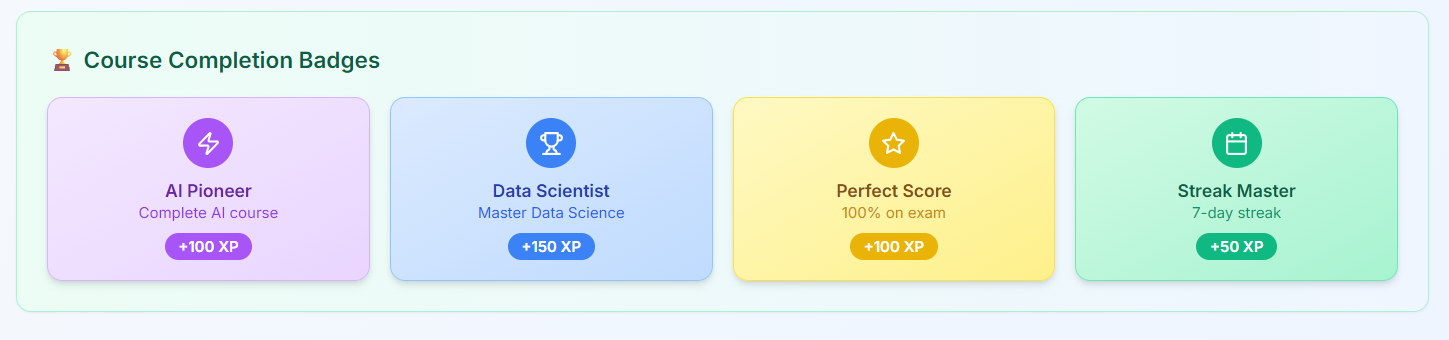 Course Completion Badges
AI Pioneer
Complete AI course
+100 XP
Data Scientist
Master Data Science
+150 XP
Perfect Score
100% on exam
+100 XP
Streak Master
7-day streak
+50 XP